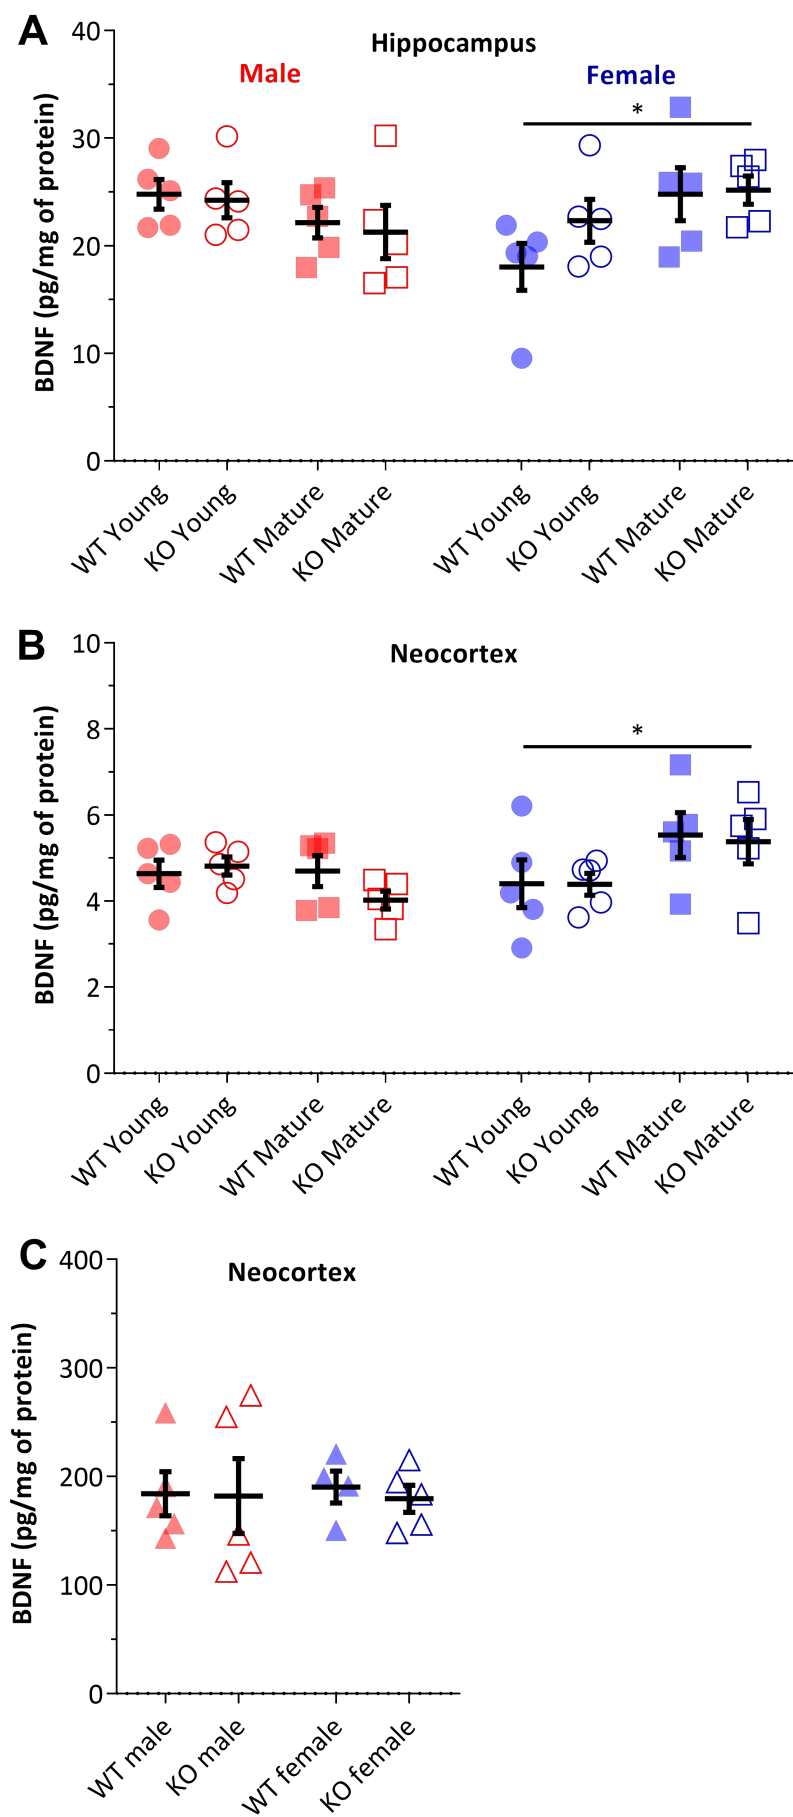 A
Hippocampus
Male
Female
*
BDNF (pg/mg of protein)
40
30
20
10
0
WT Young
KO Young
WT Mature
KO Mature
WT Young
KO Young
WT Mature
KO Mature
B
Neocortex
*
BDNF (pg/mg of protein)
10
8
6
4
2
0
WT Young
KO Young
WT Mature
KO Mature
WT Young
KO Young
WT Mature
KO Mature
C
Neocortex
BDNF (pg/mg of protein)
400
300
200
100
0
WT male
KO male
WT female
KO female